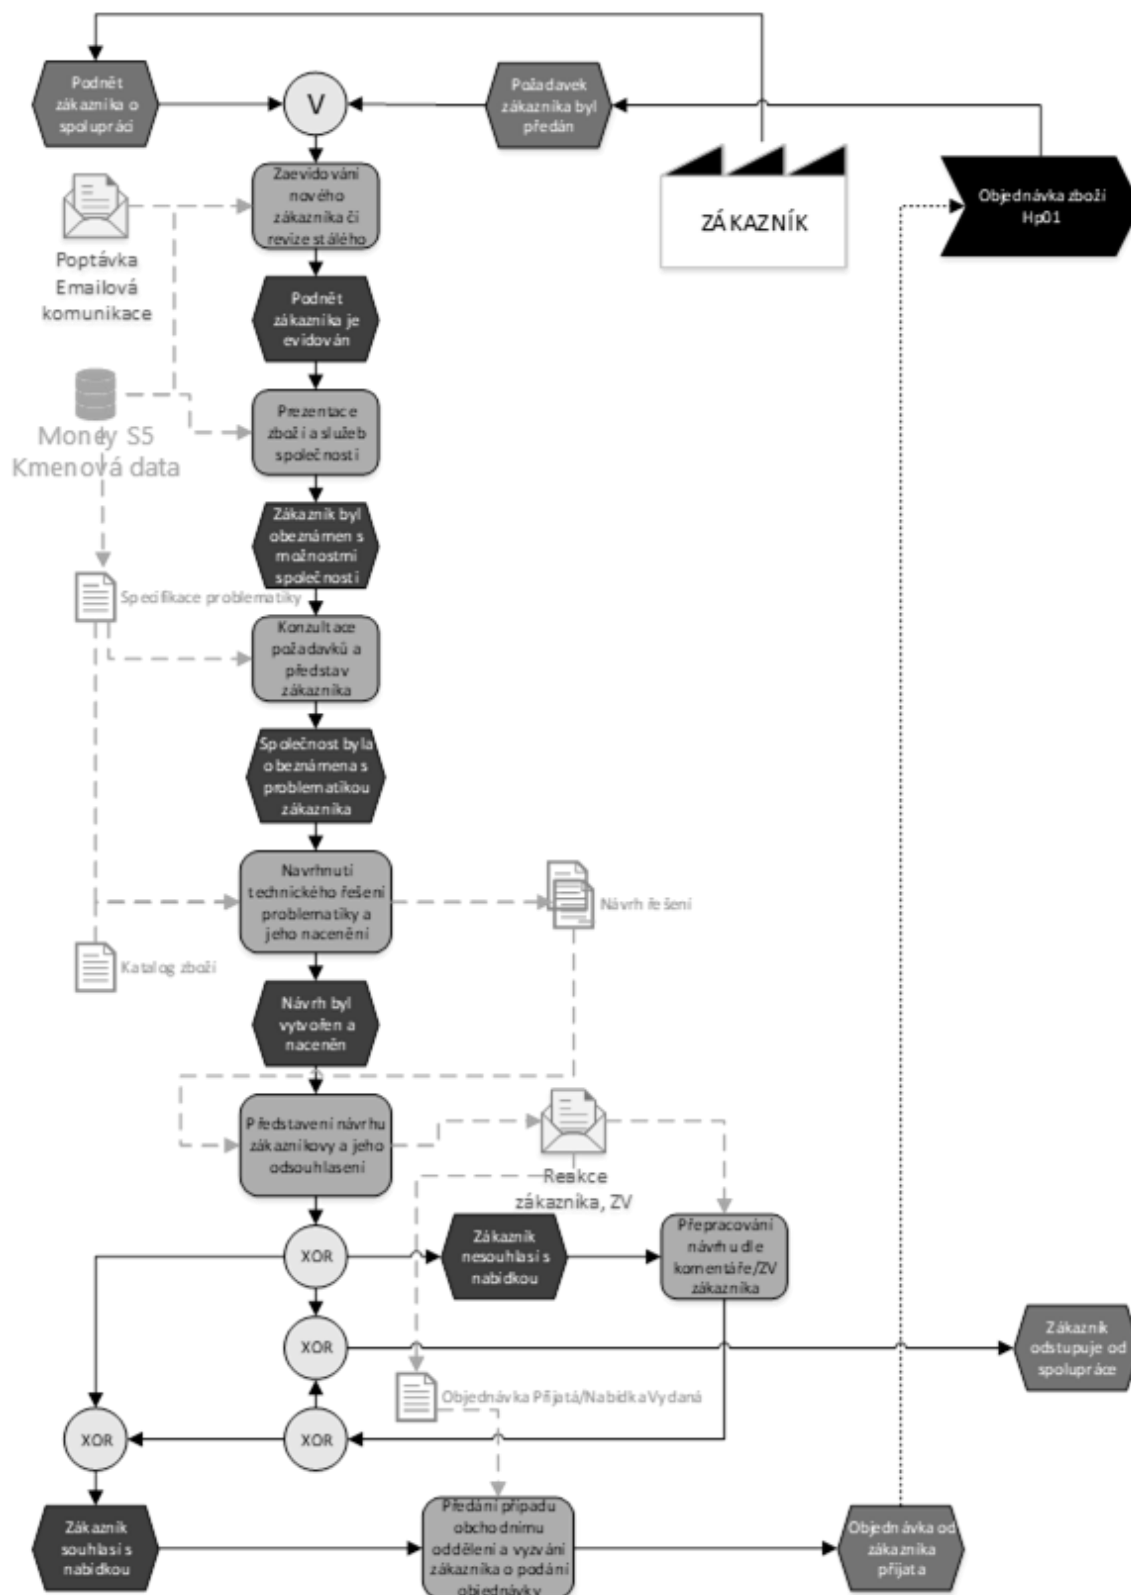 Podnět
zákazníka o
spolupráci
V
Požadavek
zákazníka byl
předán
Objednávka zboží
Hp01
ZÁKAZNÍK
Zaevidování
nového
zákazníka či
revize stálého
Poptávka
Emailová
komunikace
Podnět
zákazníka je
evidován
Money S5
Kmenová data
Prezentace
zboží a služeb
společnosti
Zákazník byl
obeznámen s
možnostmi
společnosti
Specifikace problematiky
Konzultace
požadavků a
představ
zákazníka
Společnost byla
obeznámena s
problematikou
zákazníka
Navrhnutí
technického řešení
problematiky a
jeho nacenění
Návrh řešení
Katalog zboží
Návrh byl
vytvořen a
naceněn
Představení návrhu
zákazníkovy a jeho
odsouhlasení
Reakce
zákazníka, ZV
XOR
Zákazník
nesouhlasí s
nabídkou
Přepracování
návrhu dle
komentáře/ZV
zákazníka
XOR
Zákazník
odstupuje od
spolupráce
Objednávka Přijatá/Nabídka Vydaná
XOR
XOR
Zákazník
souhlasí s
nabídkou
Předání případu
obchodnímu
oddělení a vyzvání
zákazníka o podání
objednávky
Objednávka od
zákazníka
přijata